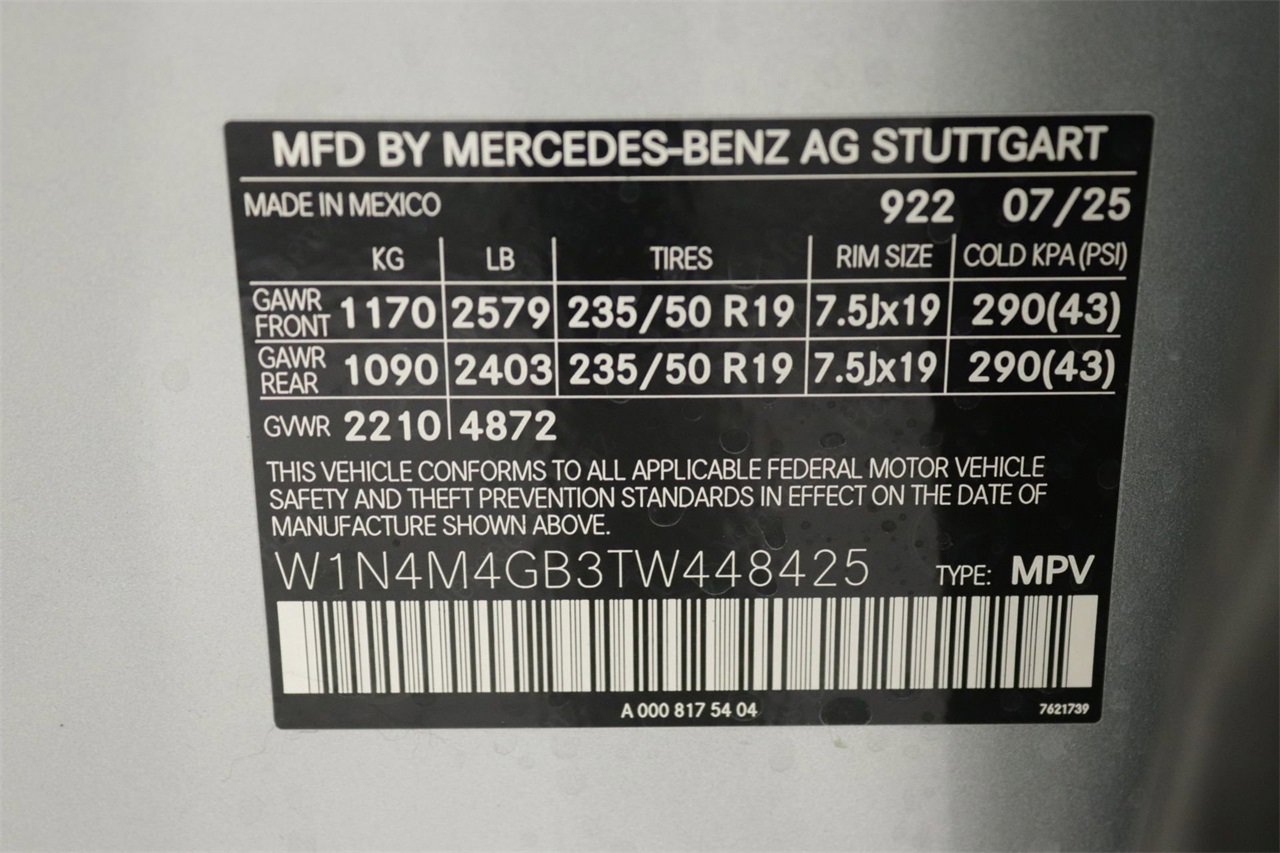 MFD BY MERCEDES-BENZ AG STUTTGART
MADE IN MEXICO 922 07/25
KG LB TIRES RIM SIZE COLD KPA (PSI)
GAWR FRONT 1170 2579 235/50 R19 7.5Jx19 290(43)
GAWR REAR 1090 2403 235/50 R19 7.5Jx19 290(43)
GVWR 2210 4872
THIS VEHICLE CONFORMS TO ALL APPLICABLE FEDERAL MOTOR VEHICLE
SAFETY AND THEFT PREVENTION STANDARDS IN EFFECT ON THE DATE OF
MANUFACTURE SHOWN ABOVE.
W1N4M4GB3TW448425 TYPE: MPV
A 000 817 54 04 7621739